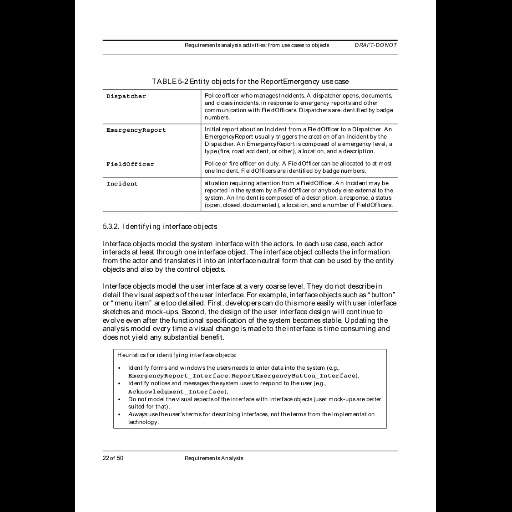 Requirements analysis activities: from use cases to objects DRAFT-DO NOT
TABLE 5-2 Entity objects for the ReportEmergency use case
Dispatcher
Police officer who manages Incidents. A dispatcher opens, documents,
and closes incidents, in response to emergency reports and other
communication with FieldOfficers. Dispatchers are identified by badge
numbers.
EmergencyReport
Initial report about an Incident from a FieldOfficer to a Dispatcher. An
EmergencyReport usually triggers the creation of an Incident by the
Dispatcher. An EmergencyReport is composed of a emergency level, a
type (fire, road accident, or other), a location, and a description.
FieldOfficer
Police or fire officer on duty. A FieldOfficer can be allocated to at most
one Incident. FieldOfficers are identified by badge numbers.
Incident
situation requiring attention from a FieldOfficer. An Incident may be
reported in the system by a FieldOfficer or anybody else external to the
system. An Incident is composed of a description, a response, a status
(open, closed, documented), a location, and a number of FieldOfficers.
5.3.2. Identifying interface objects
Interface objects model the system interface with the actors. In each use case, each actor
interacts at least through one interface object. The interface object collects the information
from the actor and translates it into an interface neutral form that can be used by the entity
objects and also by the control objects.
Interface objects model the user interface at a very coarse level. They do not describe in
detail the visual aspects of the user interface. For example, interface objects such as "button"
or "menu item" are too detailed. First, developers can do this more easily with user interface
sketches and mock-ups. Second, the design of the user interface design will continue to
evolve even after the functional specification of the system becomes stable. Updating the
analysis model every time a visual change is made to the interface is time consuming and
does not yield any substantial benefit.
Heuristics for identifying interface objects:
• Identify forms and windows the users needs to enter data into the system (e.g.,
EmergencyReport_Interface, ReportEmergencyButton_Interface).
• Identify notices and messages the system uses to respond to the user (e.g.,
Acknowledgment_Interface).
• Do not model the visual aspects of the interface with interface objects (user mock-ups are better
suited for that).
• Always use the user's terms for describing interfaces, not the terms from the implementation
technology.
22 of 50 Requirements Analysis